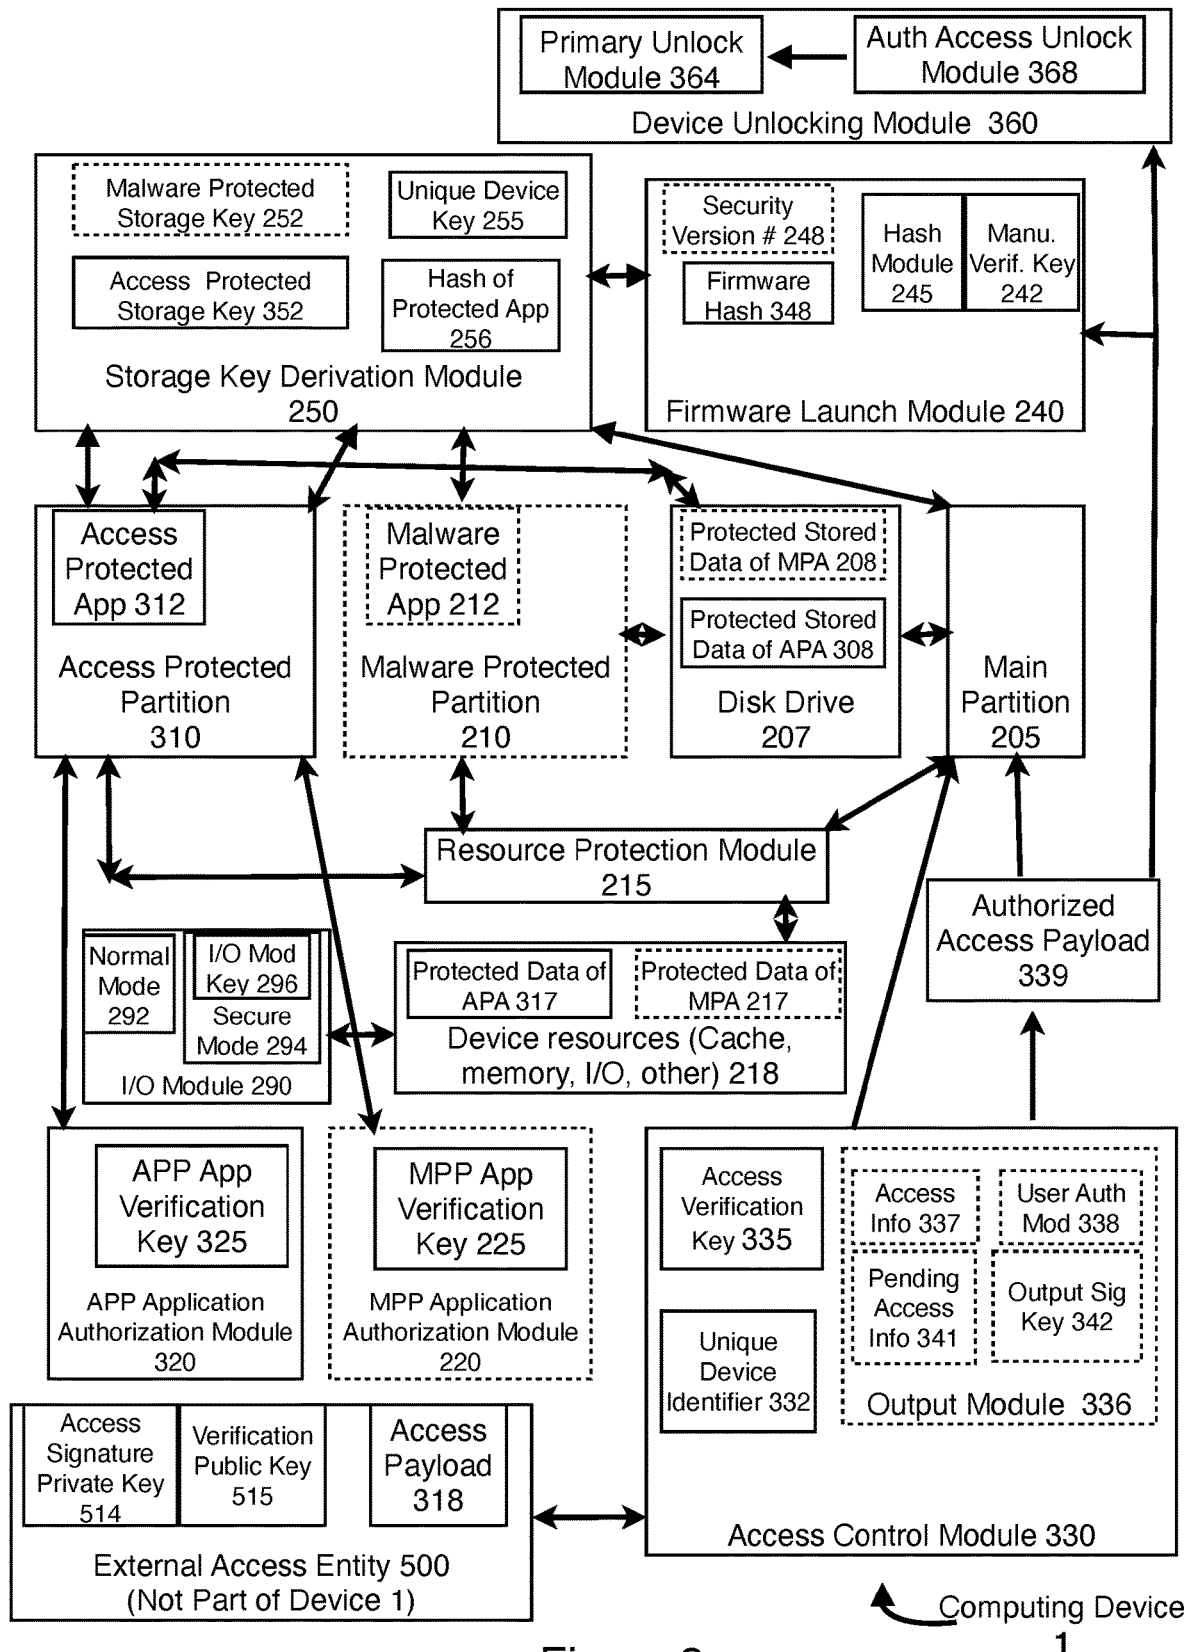 Primary Unlock
Module 364
Auth Access Unlock
Module 368
Device Unlocking Module 360
Malware Protected
Storage Key 252
Unique Device
Key 255
Access Protected
Storage Key 352
Hash of
Protected App
256
Storage Key Derivation Module
250
Security
Version # 248
Firmware
Hash 348
Hash
Module
245
Manu.
Verif. Key
242
Firmware Launch Module 240
Access
Protected
App 312
Access Protected
Partition
310
Malware
Protected
App 212
Malware Protected
Partition
210
Protected Stored
Data of MPA 208
Protected Stored
Data of APA 308
Disk Drive
207
Main
Partition
205
Resource Protection Module
215
Authorized
Access Payload
339
Normal
Mode
292
I/O Mod
Key 296
Secure
Mode 294
I/O Module 290
Protected Data of
APA 317
Protected Data of
MPA 217
Device resources (Cache,
memory, I/O, other) 218
APP App
Verification
Key 325
APP Application
Authorization Module
320
MPP App
Verification
Key 225
MPP Application
Authorization Module
220
Access
Verification
Key 335
Unique
Device
Identifier 332
Access
Info 337
User Auth
Mod 338
Pending
Access
Info 341
Output Sig
Key 342
Output Module 336
Access Control Module 330
Access
Signature
Private Key
514
Verification
Public Key
515
Access
Payload
318
External Access Entity 500
(Not Part of Device 1)
Computing Device
1